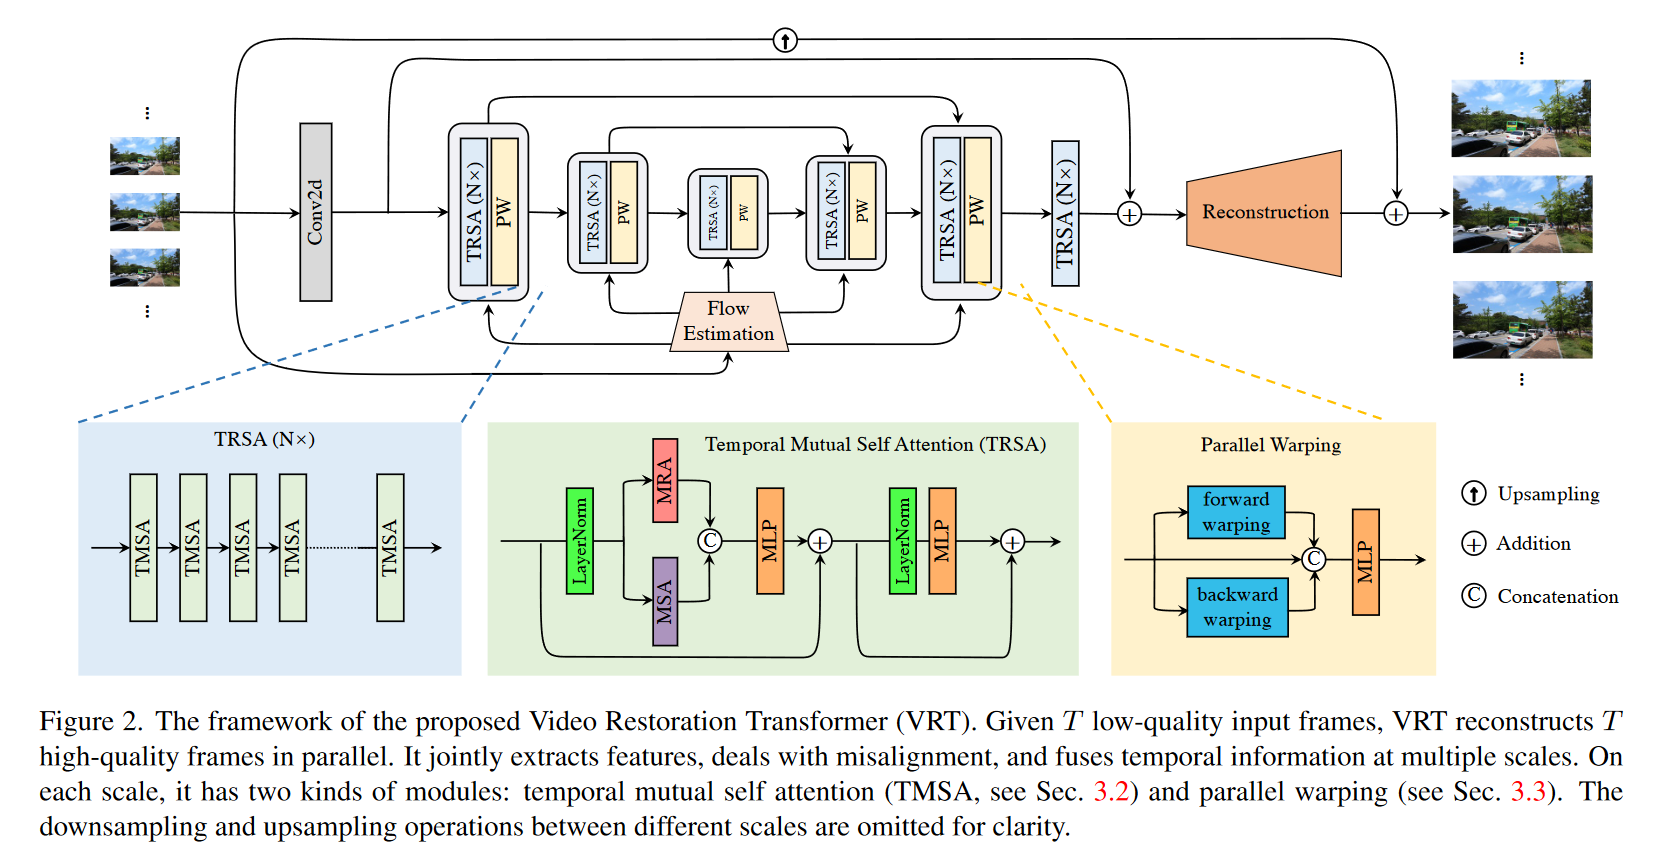 Conv2d
TRSA (N×)
PW
TRSA (N×)
PW
TRSA (N×)
PW
TRSA (N×)
PW
TRSA (N×)
PW
TRSA (N×)
Reconstruction
Flow
Estimation
TRSA (N×)
TMSA
TMSA
TMSA
TMSA
TMSA
Temporal Mutual Self Attention (TRSA)
LayerNorm
MRA
MSA
C
MLP
LayerNorm
MLP
Parallel Warping
forward
warping
backward
warping
C
MLP
Upsampling
Addition
C Concatenation
Figure 2. The framework of the proposed Video Restoration Transformer (VRT). Given T low-quality input frames, VRT reconstructs T
high-quality frames in parallel. It jointly extracts features, deals with misalignment, and fuses temporal information at multiple scales. On
each scale, it has two kinds of modules: temporal mutual self attention (TMSA, see Sec. 3.2) and parallel warping (see Sec. 3.3). The
downsampling and upsampling operations between different scales are omitted for clarity.